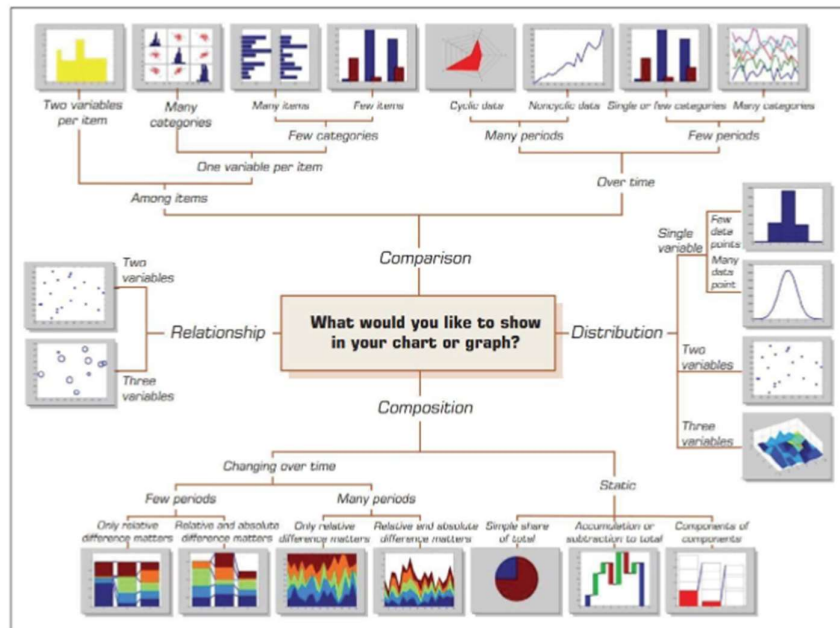 Two variables
per item
Many
categories
Many items
Few items
Cyclic data
Noncyclic data
Single or few categories
Many categories
Few categories
Many periods
Few periods
One variable per item
Among items
Over time
Comparison
Single
variable
Few
data
points
Many
data
point
Two
variables
Relationship
What would you like to show
in your chart or graph?
Distribution
Three
variables
Two
variables
Three
variables
Composition
Changing over time
Static
Few periods
Many periods
Only relative
difference matters
Relative and absolute
difference matters
Only relative
difference matters
Relative and absolute
difference matters
Simple share
of total
Accumulation or
subtraction to total
Components of
components